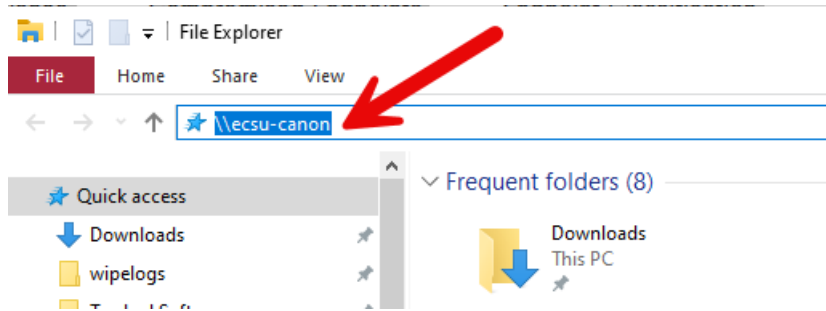 File Explorer
File Home Share View
\\ecsu-canon
Quick access
Downloads
wipelogs
Frequent folders (8)
Downloads
This PC